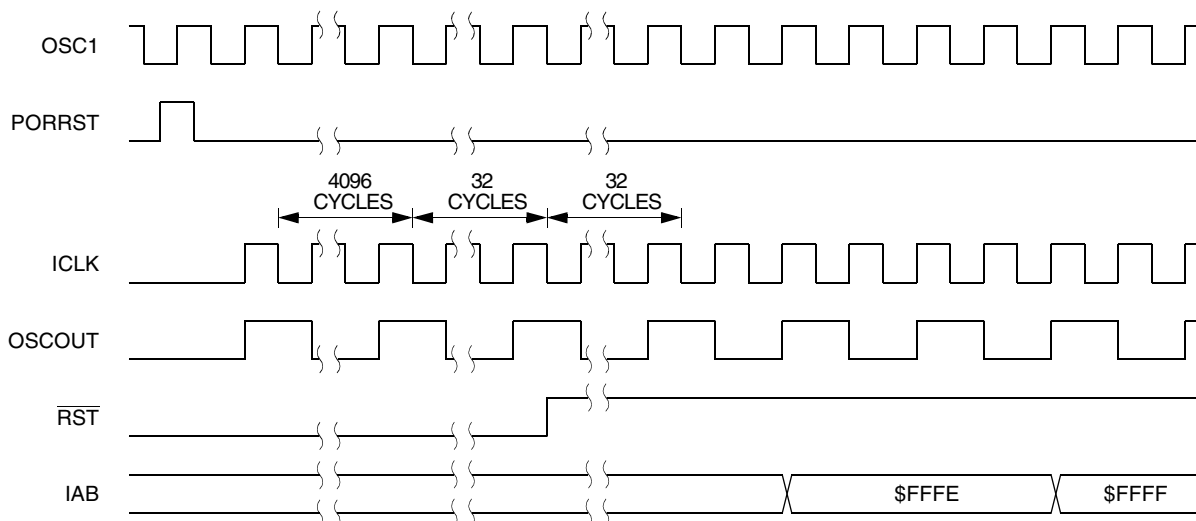 OSC1
PORRST
4096
CYCLES
32
CYCLES
32
CYCLES
ICLK
OSCOUT
RST
IAB
$FFFE
$FFFF